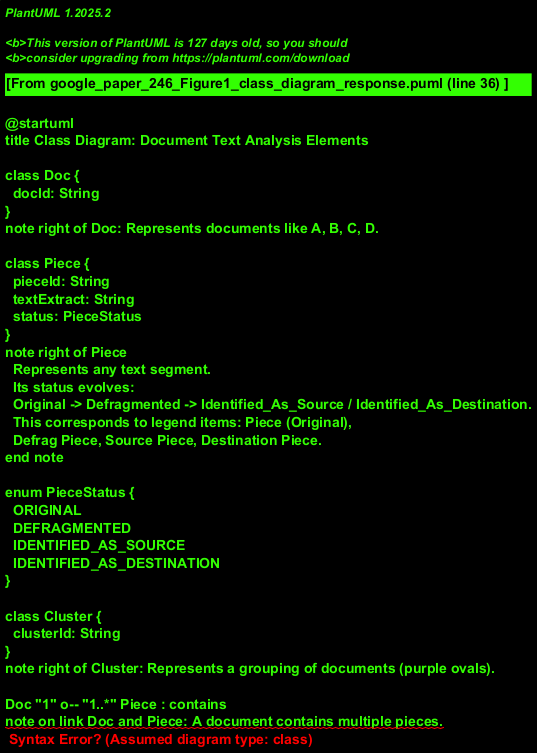 PlantUML 1.2025.2
<b>This version of PlantUML is 127 days old, so you should
<b>consider upgrading from https://plantuml.com/download
[From google_paper_246_Figure1_class_diagram_response.puml (line 36) ]
@startuml
title Class Diagram: Document Text Analysis Elements
class Doc {
docId: String
}
note right of Doc: Represents documents like A, B, C, D.
class Piece {
pieceId: String
textExtract: String
status: PieceStatus
}
note right of Piece
Represents any text segment.
Its status evolves:
Original -> Defragmented -> Identified_As_Source / Identified_As_Destination.
This corresponds to legend items: Piece (Original),
Defrag Piece, Source Piece, Destination Piece.
end note
enum PieceStatus {
ORIGINAL
DEFRAGMENTED
IDENTIFIED_AS_SOURCE
IDENTIFIED_AS_DESTINATION
}
class Cluster {
clusterId: String
}
note right of Cluster: Represents a grouping of documents (purple ovals).
Doc "1" o-- "1..*" Piece : contains
note on link Doc and Piece: A document contains multiple pieces.
Syntax Error? (Assumed diagram type: class)